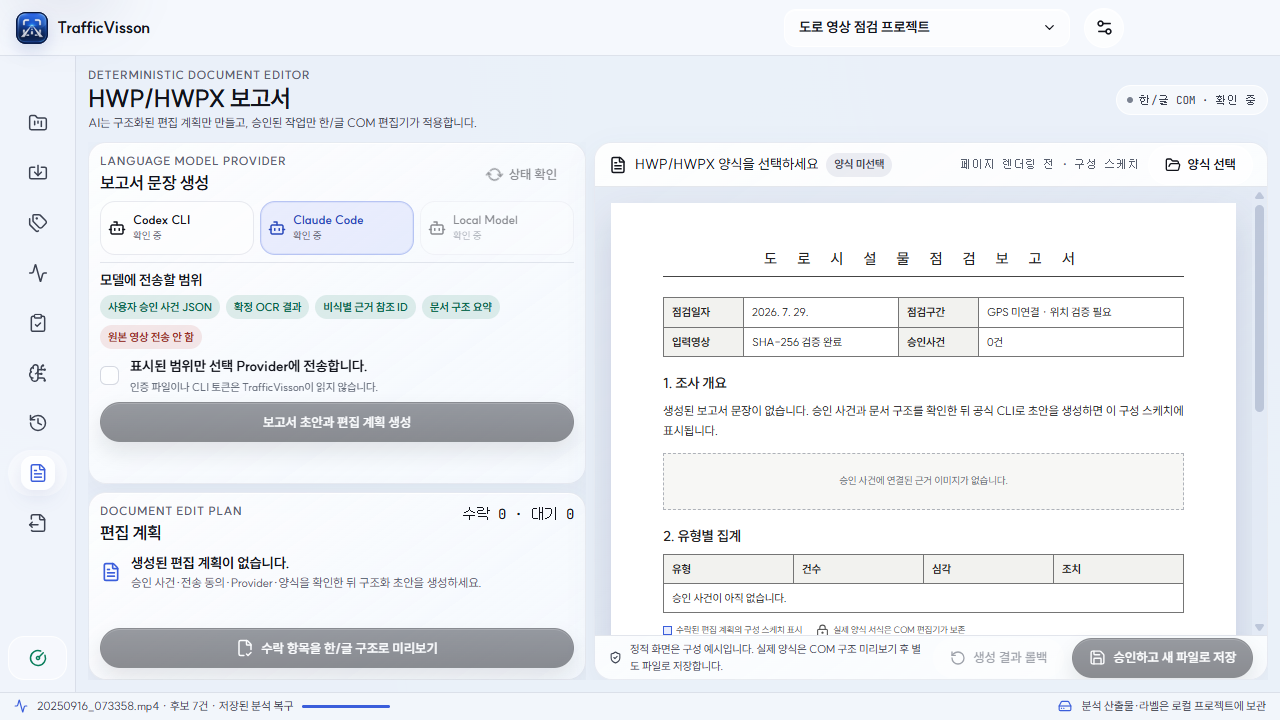 TrafficVisson
도로 영상 점검 프로젝트
DETERMINISTIC DOCUMENT EDITOR
HWP/HWPX 보고서
AI는 구조화된 편집 계획만 만들고, 승인된 작업만 한/글 COM 편집기가 적용합니다.
한/글 COM · 확인 중
LANGUAGE MODEL PROVIDER
보고서 문장 생성
상태 확인
Codex CLI
확인 중
Claude Code
확인 중
Local Model
확인 중
모델에 전송할 범위
사용자 승인 사건 JSON
확정 OCR 결과
비식별 근거 참조 ID
문서 구조 요약
원본 영상 전송 안 함
표시된 범위만 선택 Provider에 전송합니다.
인증 파일이나 CLI 토큰은 TrafficVisson이 읽지 않습니다.
보고서 초안과 편집 계획 생성
DOCUMENT EDIT PLAN
편집 계획
수락 0 · 대기 0
생성된 편집 계획이 없습니다.
승인 사건·전송 동의·Provider·양식을 확인한 뒤 구조화 초안을 생성하세요.
수락 항목을 한/글 구조로 미리보기
HWP/HWPX 양식을 선택하세요
양식 미선택
페이지 렌더링 전 · 구성 스케치
양식 선택
도 로 시 설 물 점 검 보 고 서
점검일자 2026. 7. 29. 점검구간 GPS 미연결 · 위치 검증 필요
입력영상 SHA-256 검증 완료 승인사건 0건
1. 조사 개요
생성된 보고서 문장이 없습니다. 승인 사건과 문서 구조를 확인한 뒤 공식 CLI로 초안을 생성하면 이 구성 스케치에
표시됩니다.
승인 사건에 연결된 근거 이미지가 없습니다.
2. 유형별 집계
유형 건수 심각 조치
승인 사건이 아직 없습니다.
수락된 편집 계획의 구성 스케치 표시
실제 양식 서식은 COM 편집기가 보존
정적 화면은 구성 예시입니다. 실제 양식은 COM 구조 미리보기 후 별
도 파일로 저장합니다.
생성 결과 롤백
승인하고 새 파일로 저장
20250916_073358.mp4 · 후보 7건 · 저장된 분석 복구
분석 산출물·라벨은 로컬 프로젝트에 보관